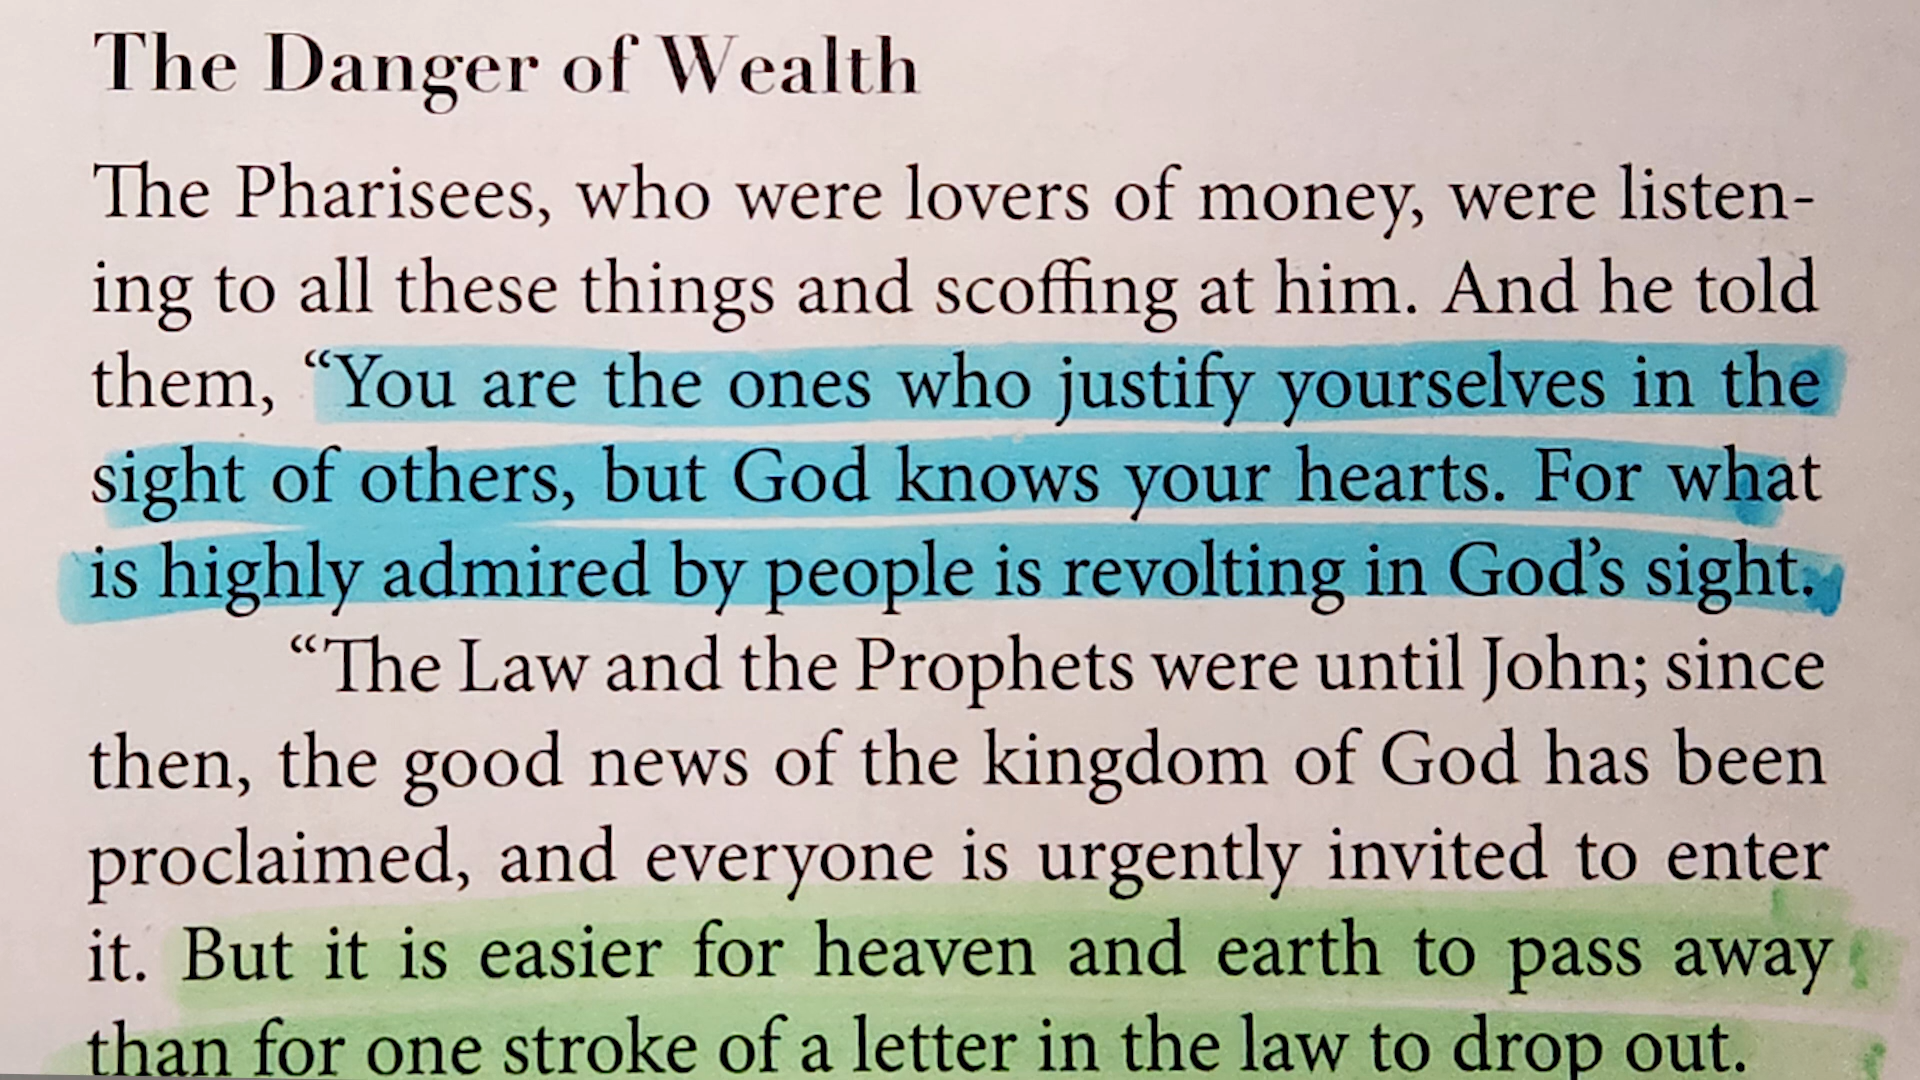 The Danger of Wealth
The Pharisees, who were lovers of money, were listen-
ing to all these things and scoffing at him. And he told
them, “You are the ones who justify yourselves in the
sight of others, but God knows your hearts. For what
is highly admired by people is revolting in God’s sight.
“The Law and the Prophets were until John; since
then, the good news of the kingdom of God has been
proclaimed, and everyone is urgently invited to enter
it. But it is easier for heaven and earth to pass away
than for one stroke of a letter in the law to drop out.